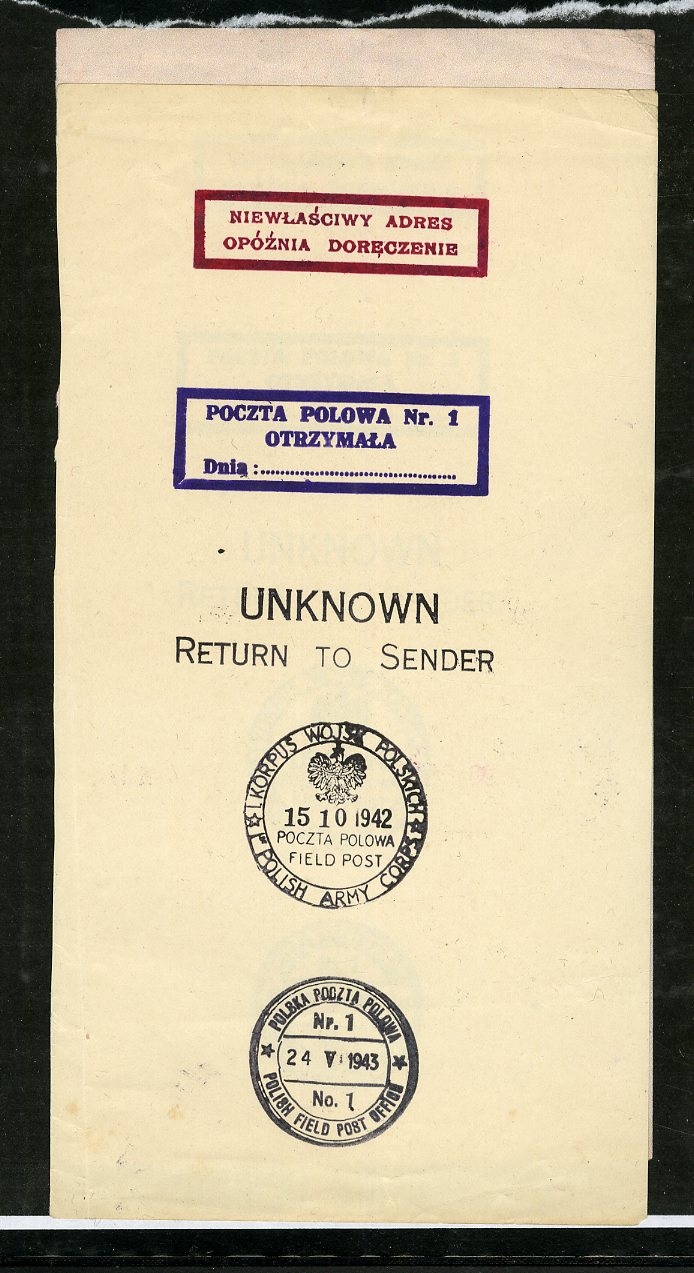 NIEWŁAŚCIWY ADRES
OPÓŹNIA DORĘCZENIE
POCZTA POLOWA Nr. 1
OTRZYMAŁA
Dnia :........................................
UNKNOWN
RETURN TO SENDER
I. KORPUS WOJSK POLSKICH
15 10 1942
POCZTA POLOWA
FIELD POST
1st POLISH ARMY CORPS
POLSKA POCZTA POLOWA
Nr. 1
24 V 1943
No. 1
POLISH FIELD POST OFFICE